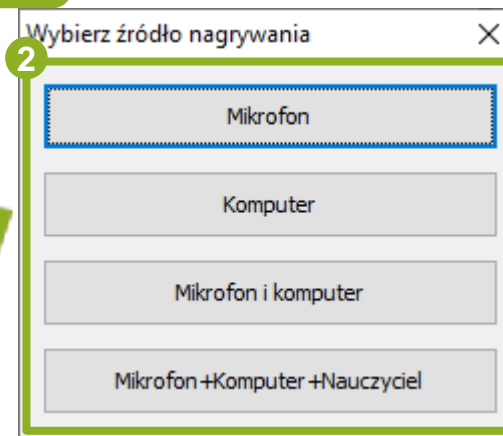 Wybierz źródło nagrywania
2
Mikrofon
Komputer
Mikrofon i komputer
Mikrofon+Komputer+Nauczyciel